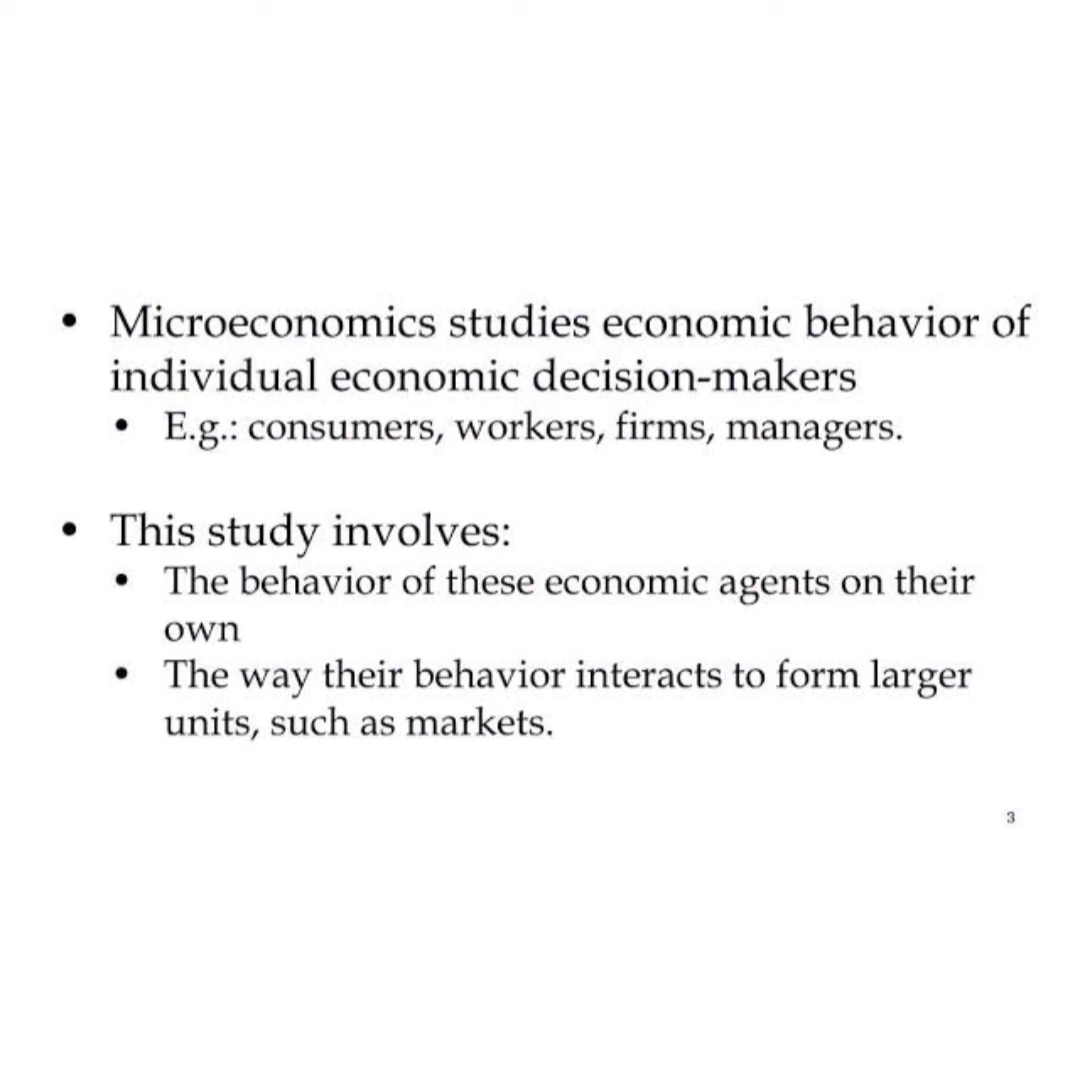 • Microeconomics studies economic behavior of
individual economic decision-makers
• E.g.: consumers, workers, firms, managers.
• This study involves:
• The behavior of these economic agents on their
own
• The way their behavior interacts to form larger
units, such as markets.
3